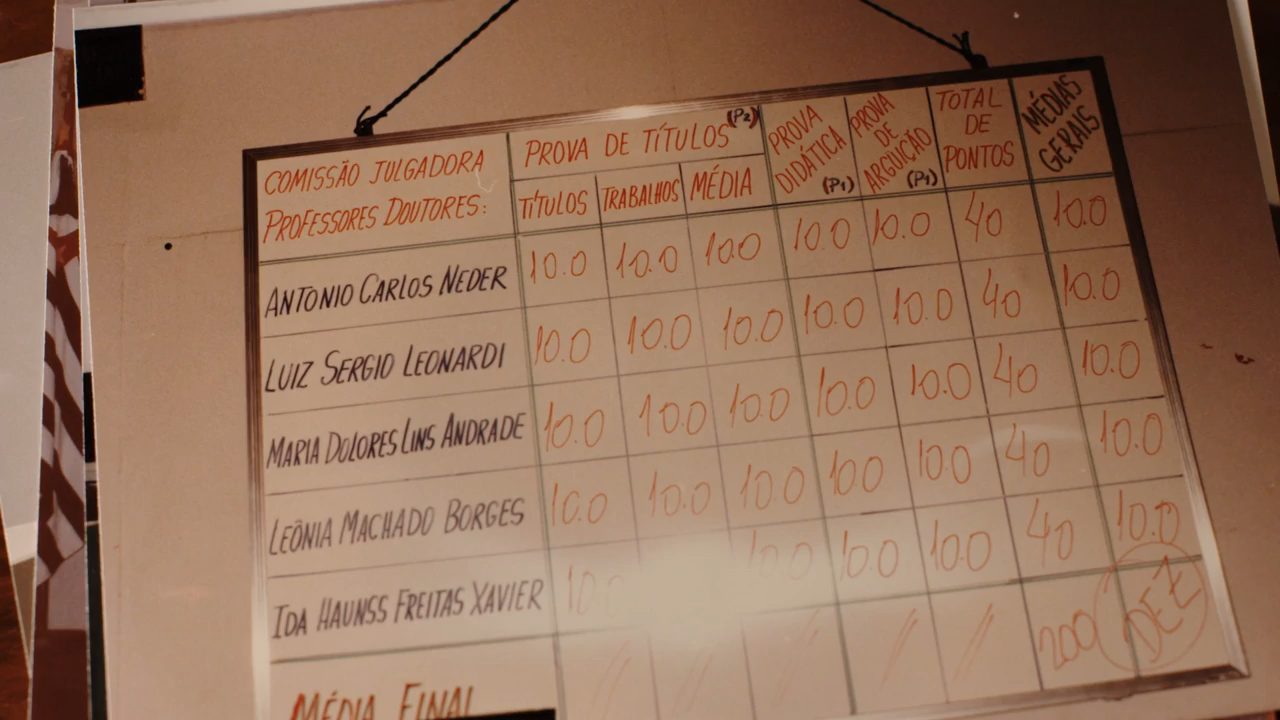 COMISSÃO JULGADORA
PROFESSORES DOUTORES:
PROVA DE TÍTULOS (P2)
TÍTULOS TRABALHOS MÉDIA
PROVA DIDÁTICA (P1)
PROVA DE ARGUIÇÃO (P1)
TOTAL DE PONTOS
MÉDIAS GERAIS
ANTONIO CARLOS NEDER 10.0 10.0 10.0 10.0 10.0 40 10.0
LUIZ SERGIO LEONARDI 10.0 10.0 10.0 10.0 10.0 40 10.0
MARIA DOLORES LINS ANDRADE 10.0 10.0 10.0 10.0 10.0 40 10.0
LEÔNIA MACHADO BORGES 10.0 10.0 10.0 10.0 10.0 40 10.0
IDA HAUNSS FREITAS XAVIER 10.0 10.0 10.0 10.0 40 10.0
MÉDIA FINAL // // // // // 200 DEZ